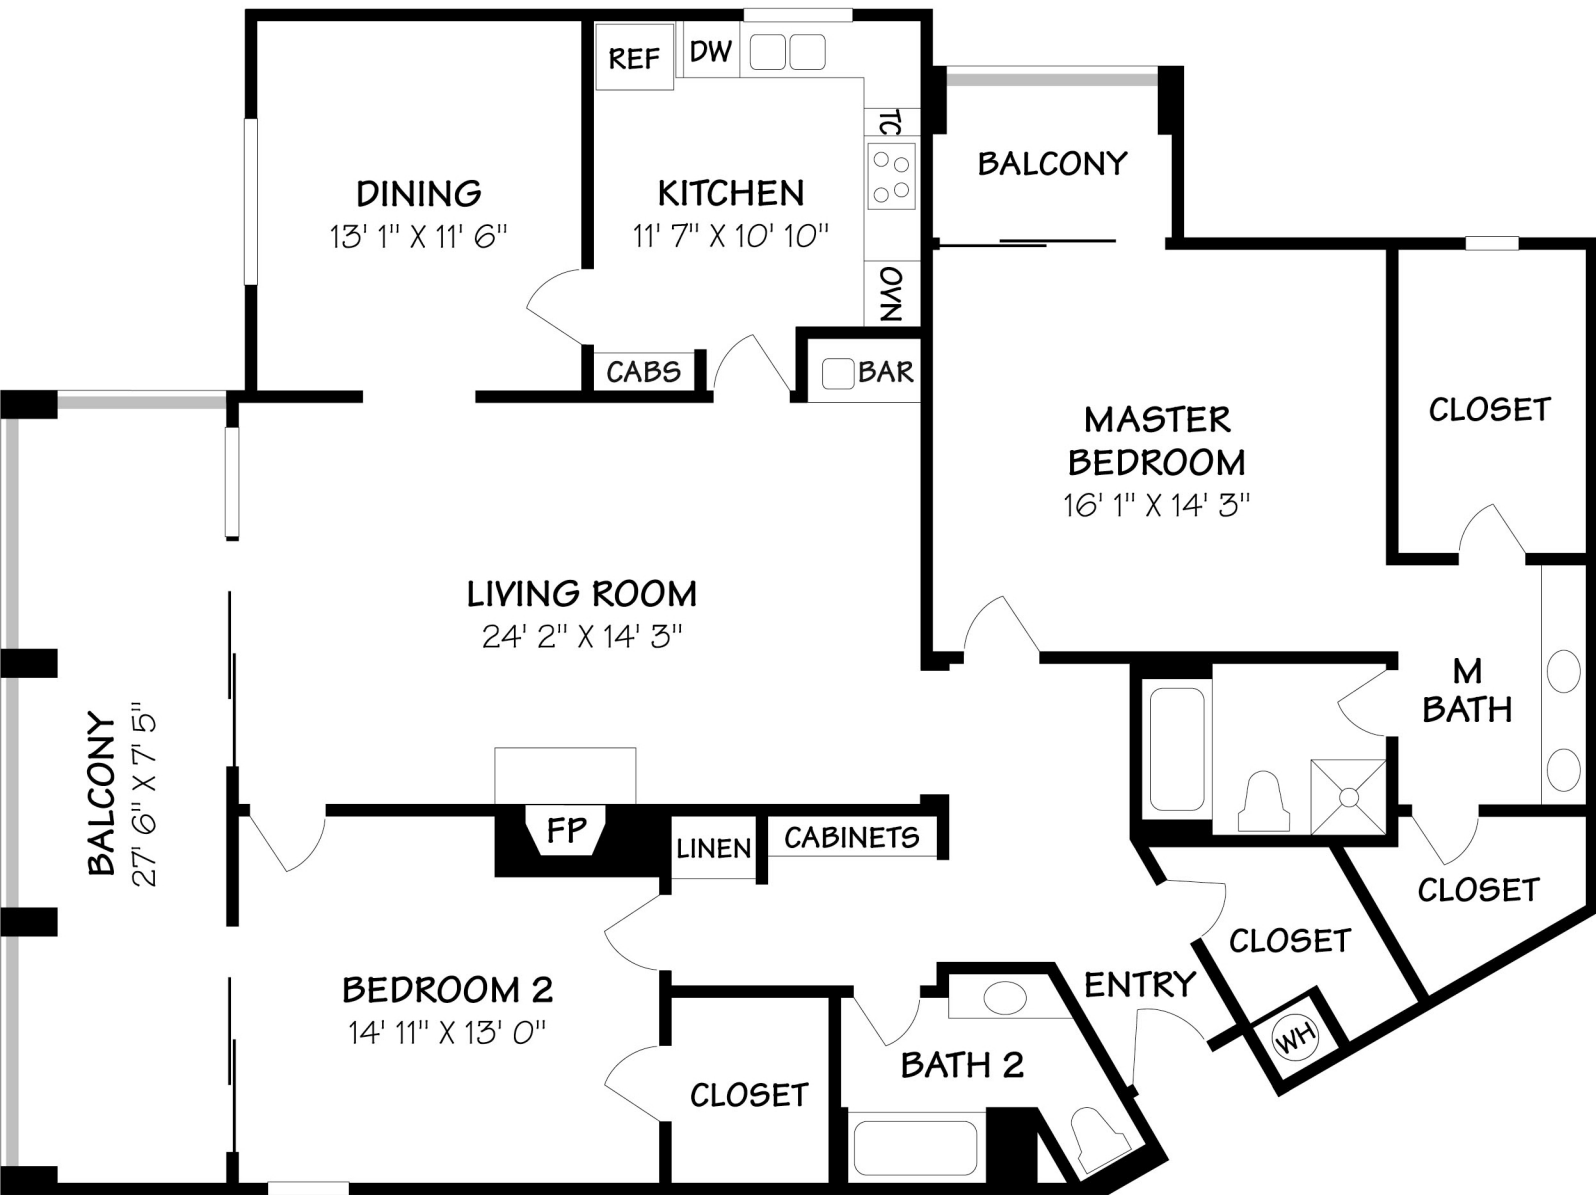 REF
DW
TC
BALCONY
DINING
13' 1" X 11' 6"
KITCHEN
11' 7" X 10' 10"
OVN
CABS
BAR
MASTER
BEDROOM
16' 1" X 14' 3"
CLOSET
LIVING ROOM
24' 2" X 14' 3"
M
BATH
BALCONY
27' 6" X 7' 5"
FP
LINEN
CABINETS
CLOSET
CLOSET
BEDROOM 2
14' 11" X 13' 0"
ENTRY
WH
BATH 2
CLOSET